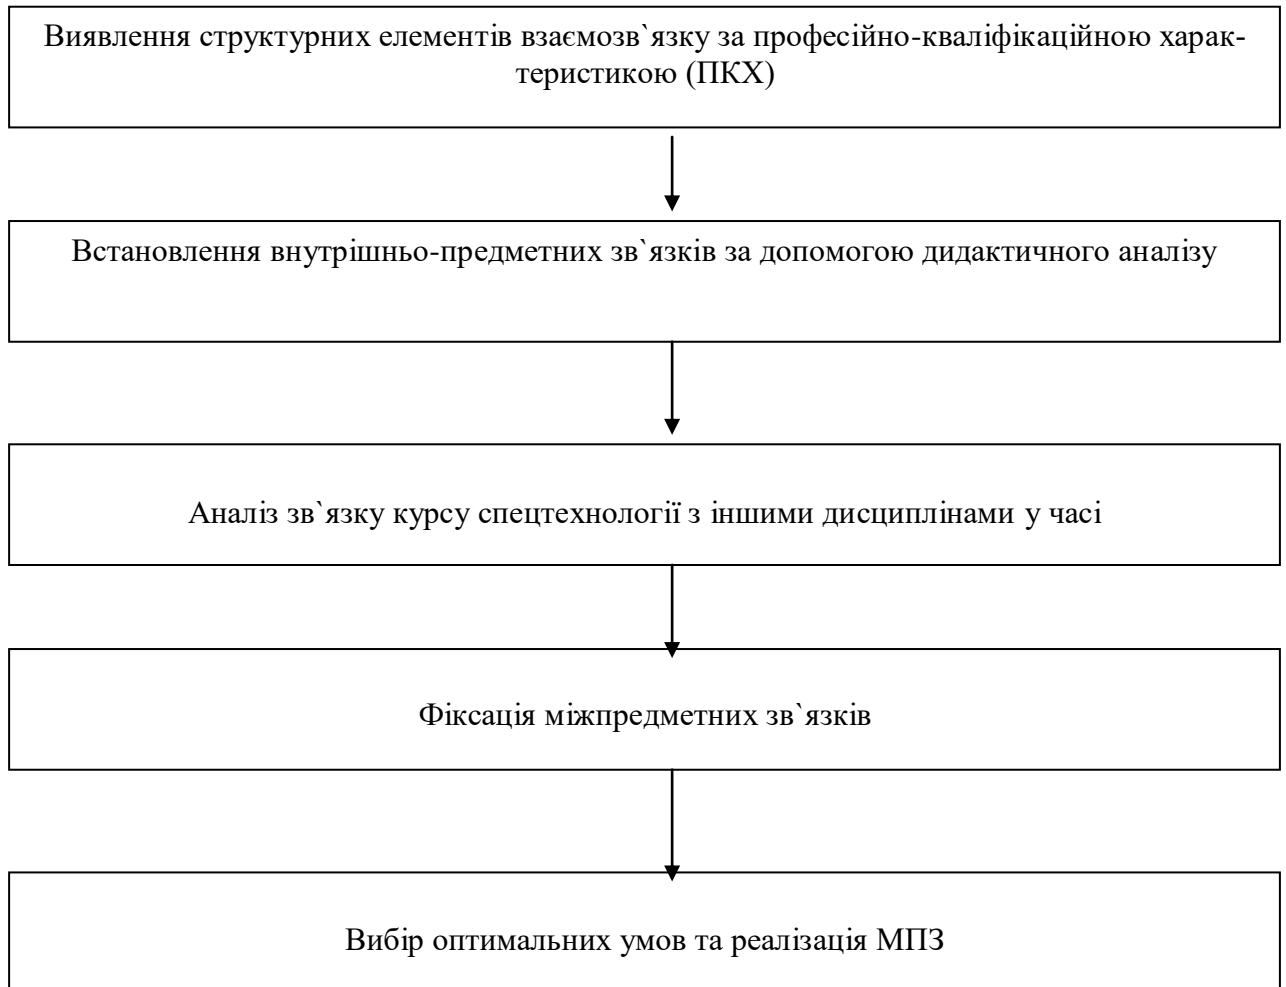 Виявлення структурних елементів взаємозв`язку за професійно-кваліфікаційною харак-
теристикою (ПКХ)
Встановлення внутрішньо-предметних зв`язків за допомогою дидактичного аналізу
Аналіз зв`язку курсу спецтехнології з іншими дисциплінами у часі
Фіксація міжпредметних зв`язків
Вибір оптимальних умов та реалізація МПЗ